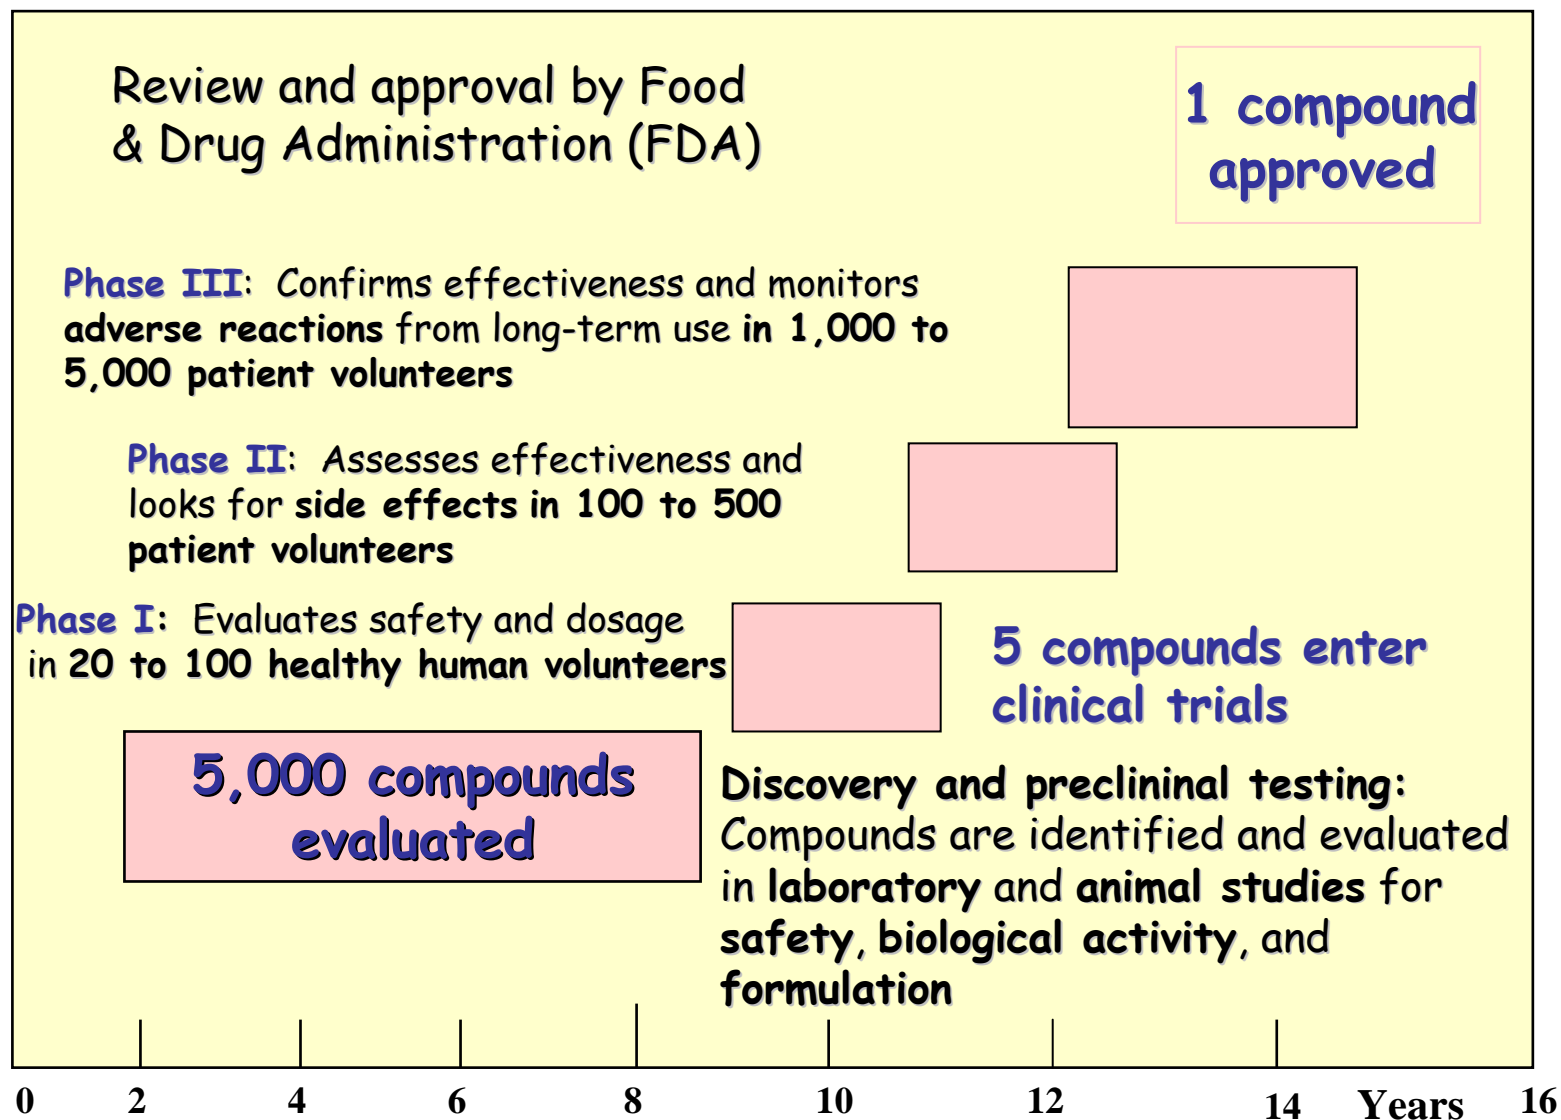 Review and approval by Food
& Drug Administration (FDA)
1 compound
approved
Phase III: Confirms effectiveness and monitors
adverse reactions from long-term use in 1,000 to
5,000 patient volunteers
Phase II: Assesses effectiveness and
looks for side effects in 100 to 500
patient volunteers
Phase I: Evaluates safety and dosage
in 20 to 100 healthy human volunteers
5 compounds enter
clinical trials
5,000 compounds
evaluated
Discovery and preclininal testing:
Compounds are identified and evaluated
in laboratory and animal studies for
safety, biological activity, and
formulation
0 2 4 6 8 10 12 14 Years 16